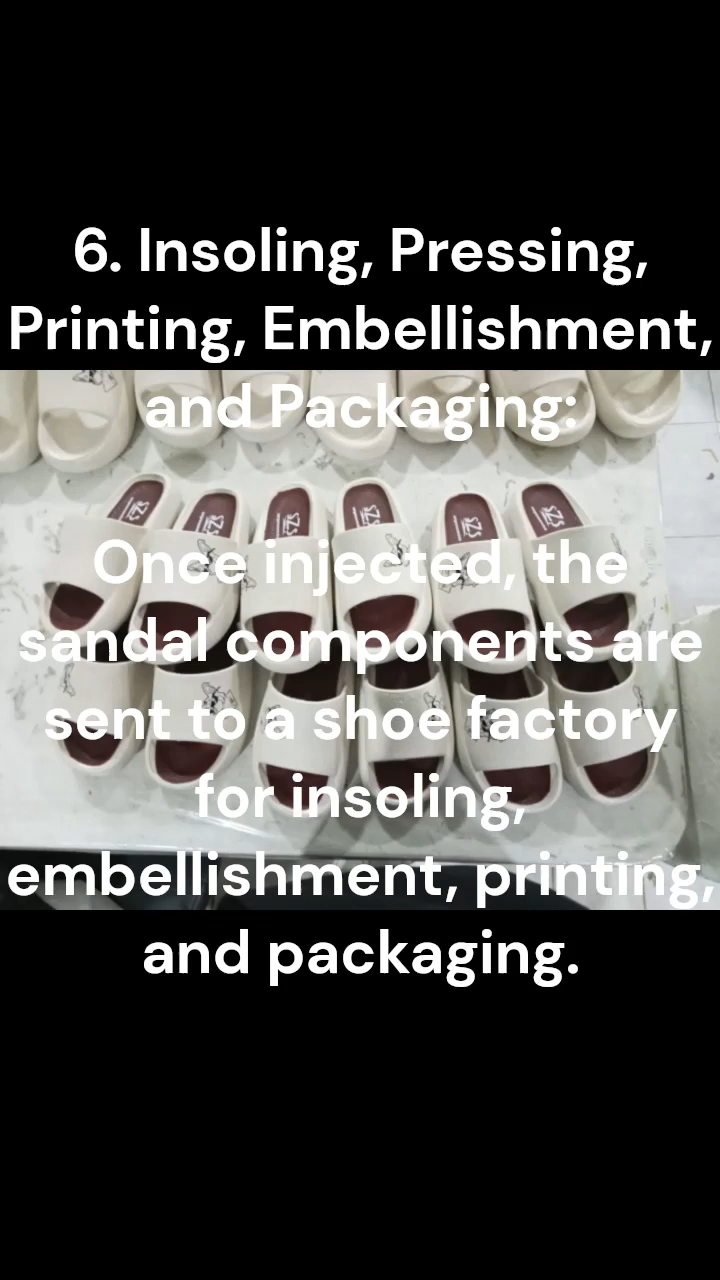 6. Insoling, Pressing,
Printing, Embellishment,
and Packaging:
Once injected, the
sandal components are
sent to a shoe factory
for insoling,
embellishment, printing,
and packaging.